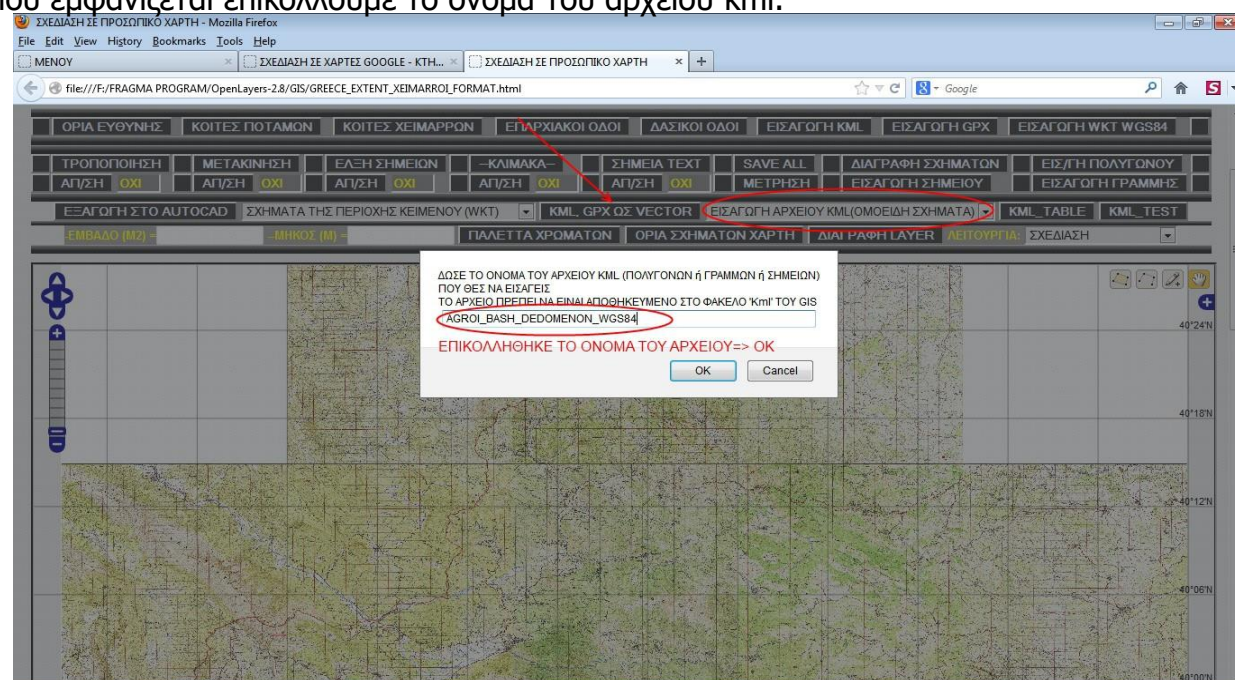 που εμφανίζεται επικολλούμε το όνομα του αρχείου kml.
ΣΧΕΔΙΑΣΗ ΣΕ ΠΡΟΣΩΠΙΚΟ ΧΑΡΤΗ - Mozilla Firefox
File Edit View History Bookmarks Tools Help
ΜΕΝΟΥ ΣΧΕΔΙΑΣΗ ΣΕ ΧΑΡΤΕΣ GOOGLE - ΚΤΗ... ΣΧΕΔΙΑΣΗ ΣΕ ΠΡΟΣΩΠΙΚΟ ΧΑΡΤΗ
file:///F:/FRAGMA PROGRAM/OpenLayers-2.8/GIS/GREECE_EXTENT_XEIMARROI_FORMAT.html Google
ΟΡΙΑ ΕΥΘΥΝΗΣ ΚΟΙΤΕΣ ΠΟΤΑΜΩΝ ΚΟΙΤΕΣ ΧΕΙΜΑΡΡΩΝ ΕΠΑΡΧΙΑΚΟΙ ΟΔΟΙ ΔΑΣΙΚΟΙ ΟΔΟΙ ΕΙΣΑΓΩΓΗ KML ΕΙΣΑΓΩΓΗ GPX ΕΙΣΑΓΩΓΗ WKT WGS84
ΤΡΟΠΟΠΟΙΗΣΗ ΜΕΤΑΚΙΝΗΣΗ ΕΛΞΗ ΣΗΜΕΙΩΝ --ΚΛΙΜΑΚΑ-- ΣΗΜΕΙΑ TEXT SAVE ALL ΔΙΑΓΡΑΦΗ ΣΧΗΜΑΤΩΝ ΕΙΣ/ΓΗ ΠΟΛΥΓΩΝΟΥ
ΑΠ/ΣΗ ΟΧΙ ΑΠ/ΣΗ ΟΧΙ ΑΠ/ΣΗ ΟΧΙ ΑΠ/ΣΗ ΟΧΙ ΑΠ/ΣΗ ΟΧΙ ΜΕΤΡΗΣΗ ΕΙΣΑΓΩΓΗ ΣΗΜΕΙΟΥ ΕΙΣΑΓΩΓΗ ΓΡΑΜΜΗΣ
ΕΞΑΓΩΓΗ ΣΤΟ AUTOCAD ΣΧΗΜΑΤΑ ΤΗΣ ΠΕΡΙΟΧΗΣ ΚΕΙΜΕΝΟΥ (WKT) KML, GPX ΩΣ VECTOR ΕΙΣΑΓΩΓΗ ΑΡΧΕΙΟΥ KML(ΟΜΟΕΙΔΗ ΣΧΗΜΑΤΑ) KML_TABLE KML_TEST
-ΕΜΒΑΔΟ (M2) = --ΜΗΚΟΣ (M) = ΠΑΛΕΤΤΑ ΧΡΩΜΑΤΩΝ ΟΡΙΑ ΣΧΗΜΑΤΩΝ ΧΑΡΤΗ ΔΙΑΓΡΑΦΗ LAYER ΛΕΙΤΟΥΡΓΙΑ: ΣΧΕΔΙΑΣΗ
ΔΩΣΕ ΤΟ ΟΝΟΜΑ ΤΟΥ ΑΡΧΕΙΟΥ KML (ΠΟΛΥΓΟΝΩΝ ή ΓΡΑΜΜΩΝ ή ΣΗΜΕΙΩΝ)
ΠΟΥ ΘΕΣ ΝΑ ΕΙΣΑΓΕΙΣ
ΤΟ ΑΡΧΕΙΟ ΠΡΕΠΕΙ ΝΑ ΕΙΝΑΙ ΑΠΟΘΗΚΕΥΜΕΝΟ ΣΤΟ ΦΑΚΕΛΟ 'Kml' ΤΟΥ GIS
AGROI_BASH_DEDOMENON_WGS84
ΕΠΙΚΟΛΛΗΘΗΚΕ ΤΟ ΟΝΟΜΑ ΤΟΥ ΑΡΧΕΙΟΥ=> OK
OK Cancel
40°24'N
40°18'N
40°12'N
40°06'N
40°00'N